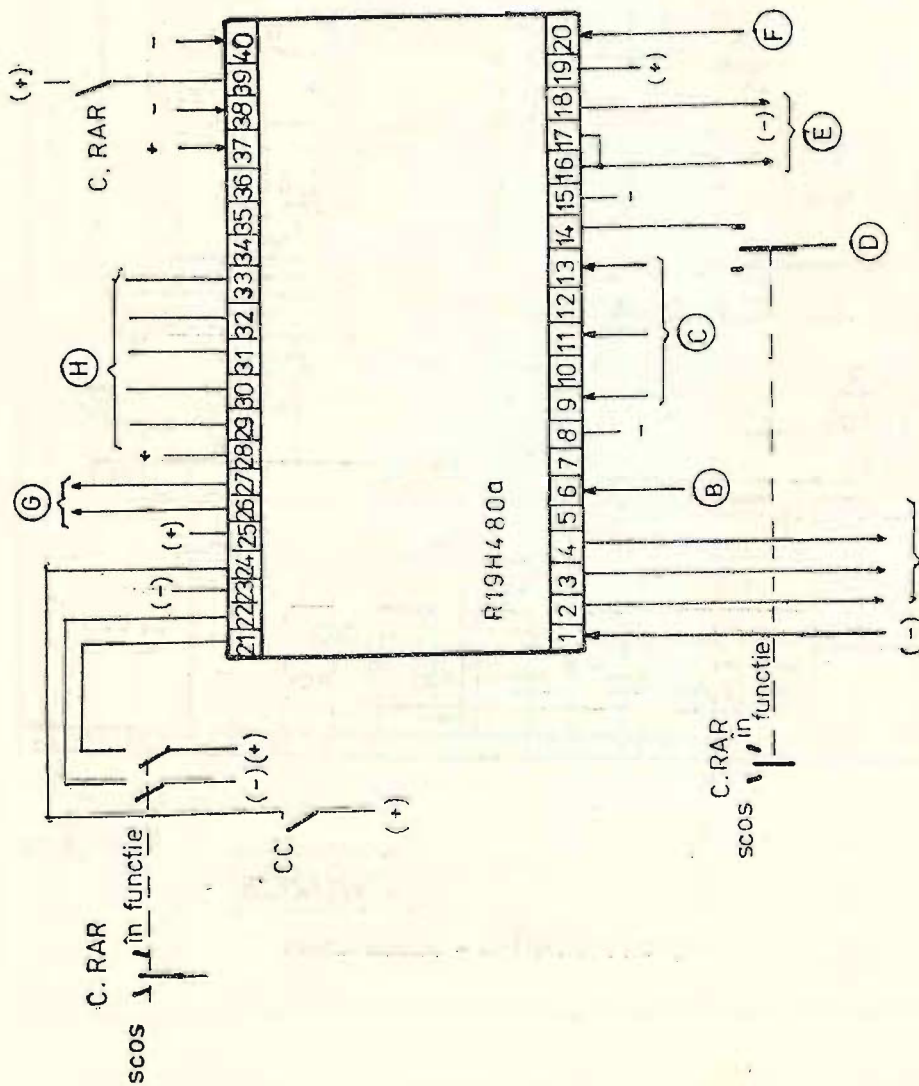 (+)
C. RAR
+
-
-
H
G
+
(+)
(-)
21 22 23 24 25 26 27 28 29 30 31 32 33 34 35 36 37 38 39 40
R19H480a
1 2 3 4 5 6 7 8 9 10 11 12 13 14 15 16 17 18 19 20
C. RAR
scos
în functie
(-)
(+)
CC
(+)
(-)
B
-
C
D
-
(-)
E
(+)
F
C. RAR
scos
în functie